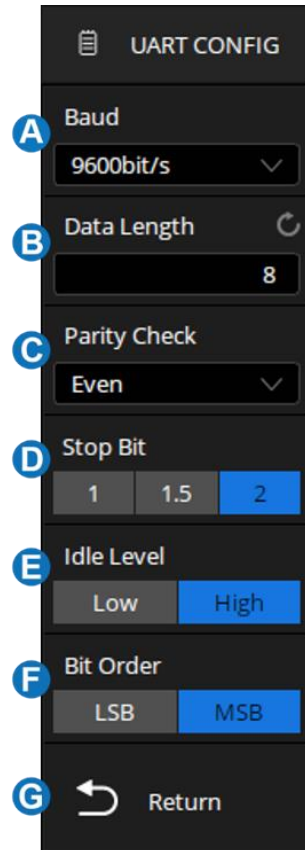 UART CONFIG
A
Baud
9600bit/s
B
Data Length
8
C
Parity Check
Even
D
Stop Bit
1 1.5 2
E
Idle Level
Low High
F
Bit Order
LSB MSB
G
Return